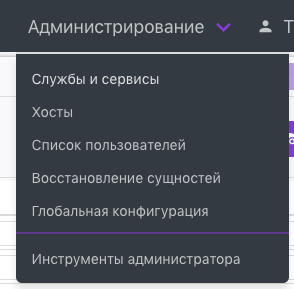 Администрирование
Службы и сервисы
Хосты
Список пользователей
Восстановление сущностей
Глобальная конфигурация
Инструменты администратора